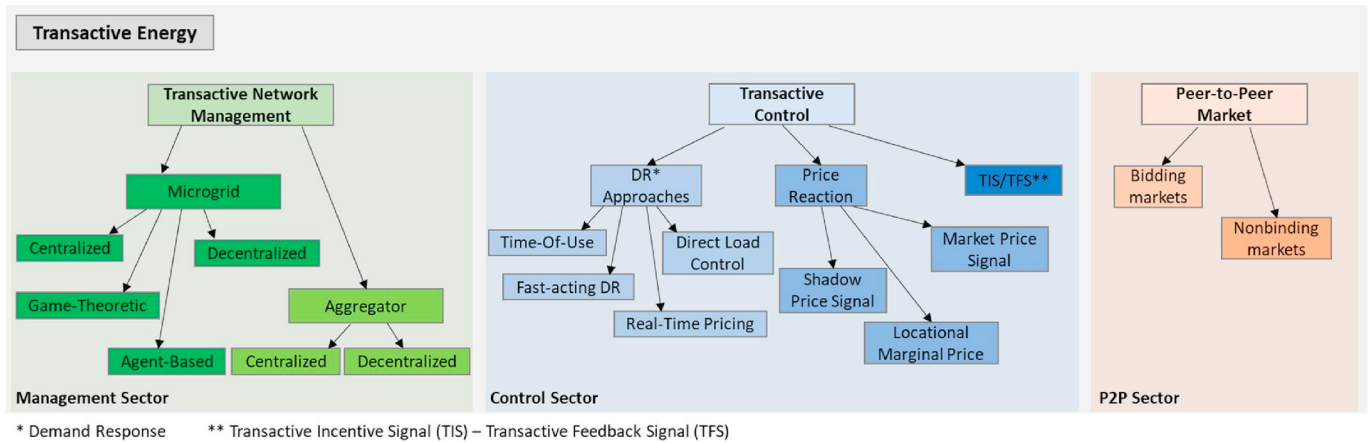 Transactive Energy
Transactive Network
Management
Microgrid
Centralized
Decentralized
Game-Theoretic
Agent-Based
Aggregator
Centralized
Decentralized
Management Sector
Transactive
Control
DR*
Approaches
Time-Of-Use
Direct Load
Control
Fast-acting DR
Real-Time Pricing
Price
Reaction
Market Price
Signal
Shadow
Price Signal
Locational
Marginal Price
TIS/TFS**
Control Sector
Peer-to-Peer
Market
Bidding
markets
Nonbinding
markets
P2P Sector
* Demand Response ** Transactive Incentive Signal (TIS) – Transactive Feedback Signal (TFS)